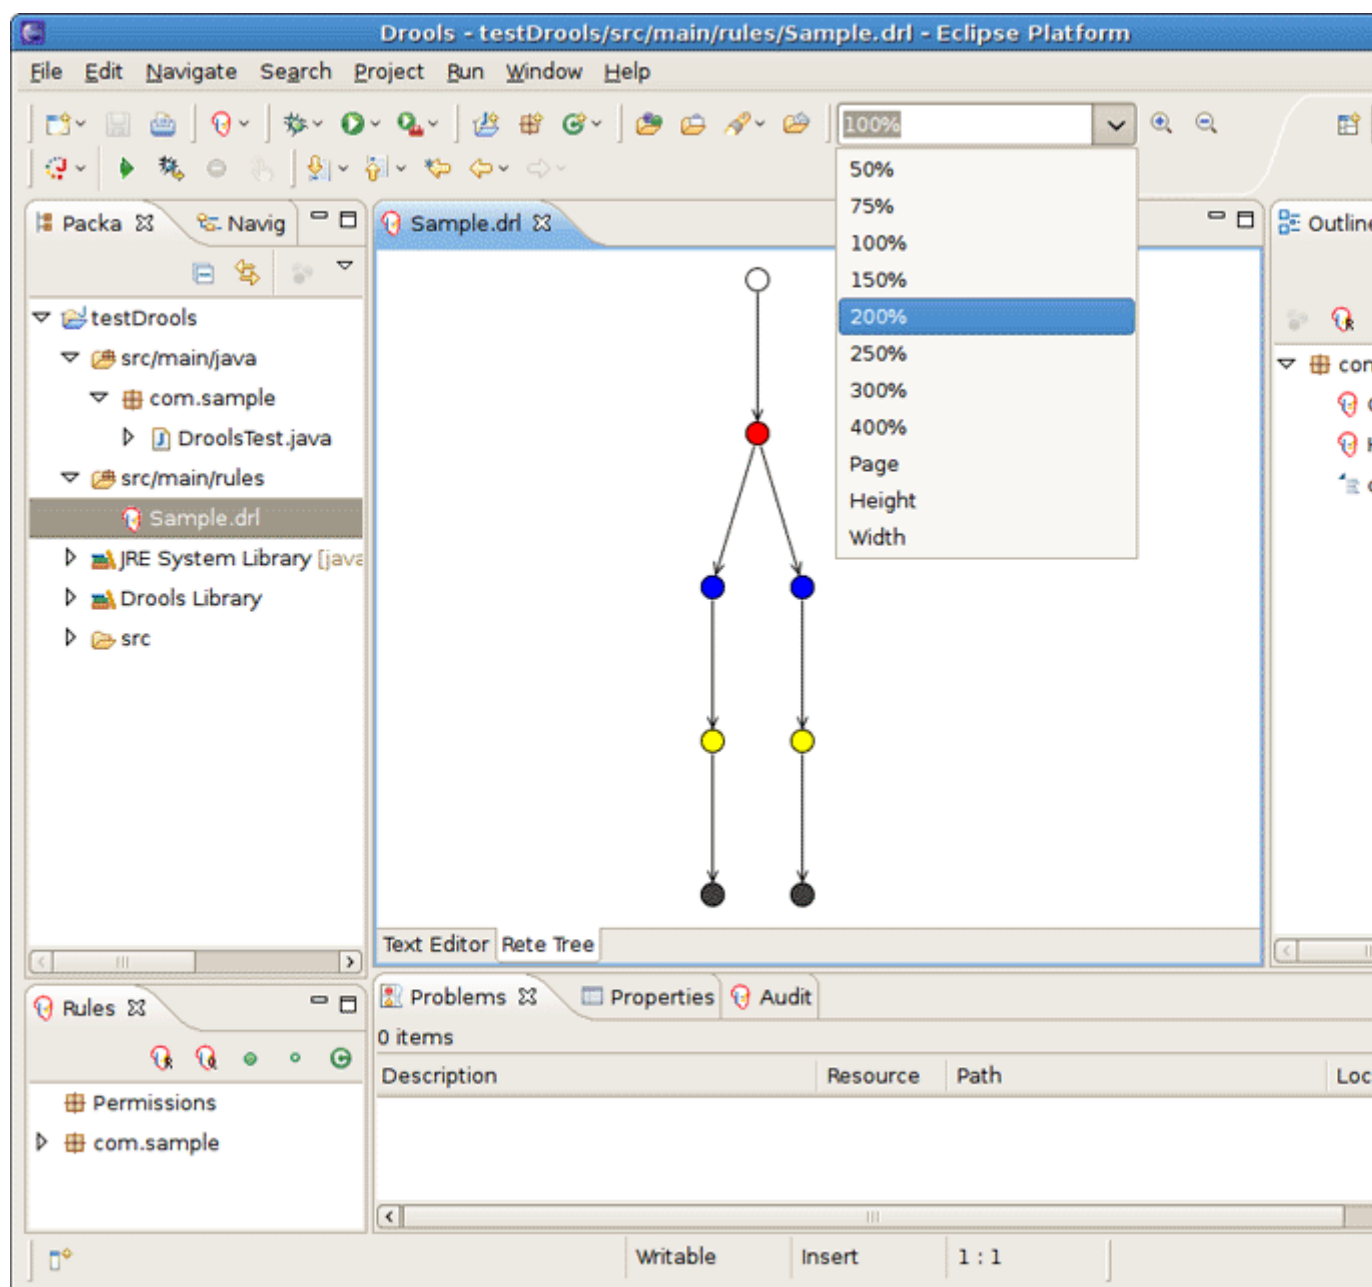 Drools - testDrools/src/main/rules/Sample.drl - Eclipse Platform
File Edit Navigate Search Project Run Window Help
100%
50%
75%
100%
150%
200%
250%
300%
400%
Page
Height
Width
Packa
Navig
testDrools
src/main/java
com.sample
DroolsTest.java
src/main/rules
Sample.drl
JRE System Library [java
Drools Library
src
Sample.drl
Text Editor Rete Tree
Outline
con
Rules
Permissions
com.sample
Problems Properties Audit
0 items
Description Resource Path Loc
Writable Insert 1 : 1